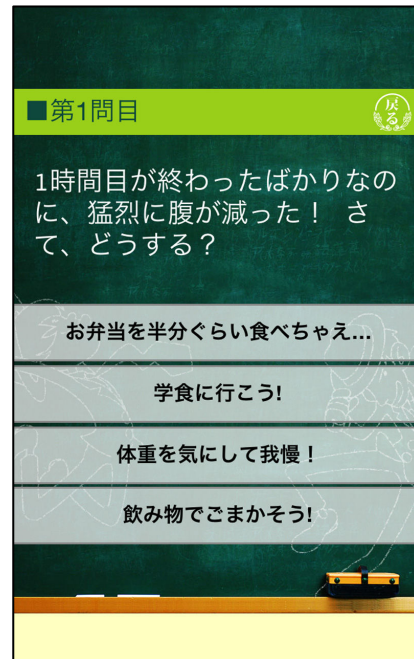 ■第1問目
戻る
1時間目が終わったばかりなの
に、猛烈に腹が減った！ さ
て、どうする？
お弁当を半分ぐらい食べちゃえ…
学食に行こう!
体重を気にして我慢！
飲み物でごまかそう!